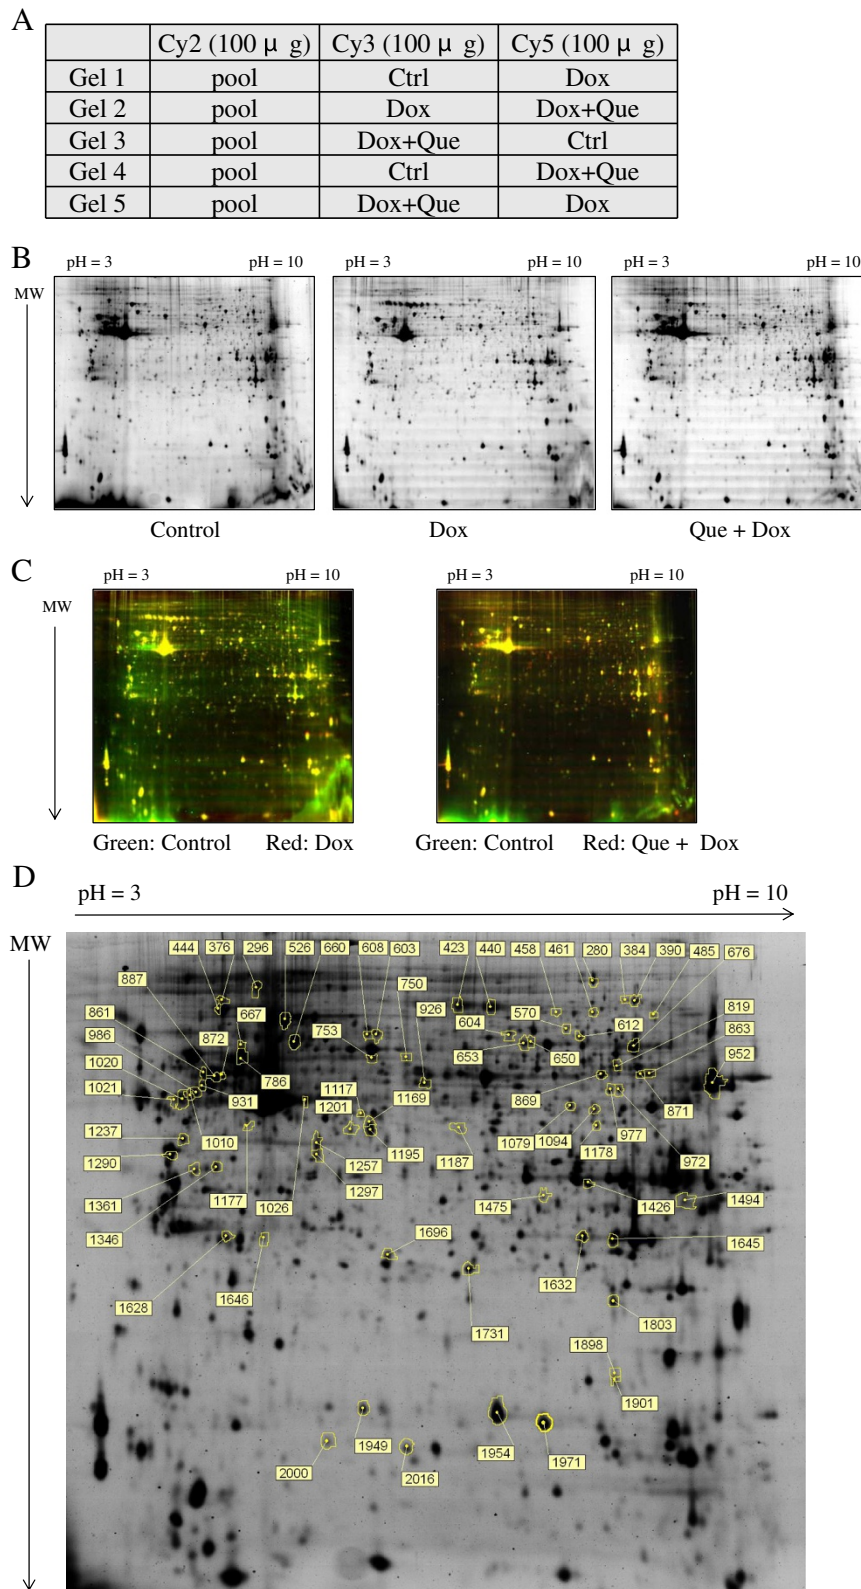 A
Cy2 (100 μ g) Cy3 (100 μ g) Cy5 (100 μ g)
Gel 1 pool Ctrl Dox
Gel 2 pool Dox Dox+Que
Gel 3 pool Dox+Que Ctrl
Gel 4 pool Ctrl Dox+Que
Gel 5 pool Dox+Que Dox
B
pH = 3 pH = 10 pH = 3 pH = 10 pH = 3 pH = 10
MW
Control Dox Que + Dox
C
pH = 3 pH = 10 pH = 3 pH = 10
MW
Green: Control Red: Dox Green: Control Red: Que + Dox
D
pH = 3 pH = 10
MW
444 376 296 526 660 608 603 423 440 458 461 280 384 390 485 676
887 750
861 667 926 570 819
986 872 753 604 612 863
1020 653 650 952
1021 786 1117 1169 869 871
931 1201
1237 1010 1079 1094 977
1290 1257 1195 1187 1178 972
1361 1177 1297 1475 1426 1494
1026
1346 1696 1632 1645
1628 1646 1731 1803
1898
1901
2000 1949 2016 1954 1971